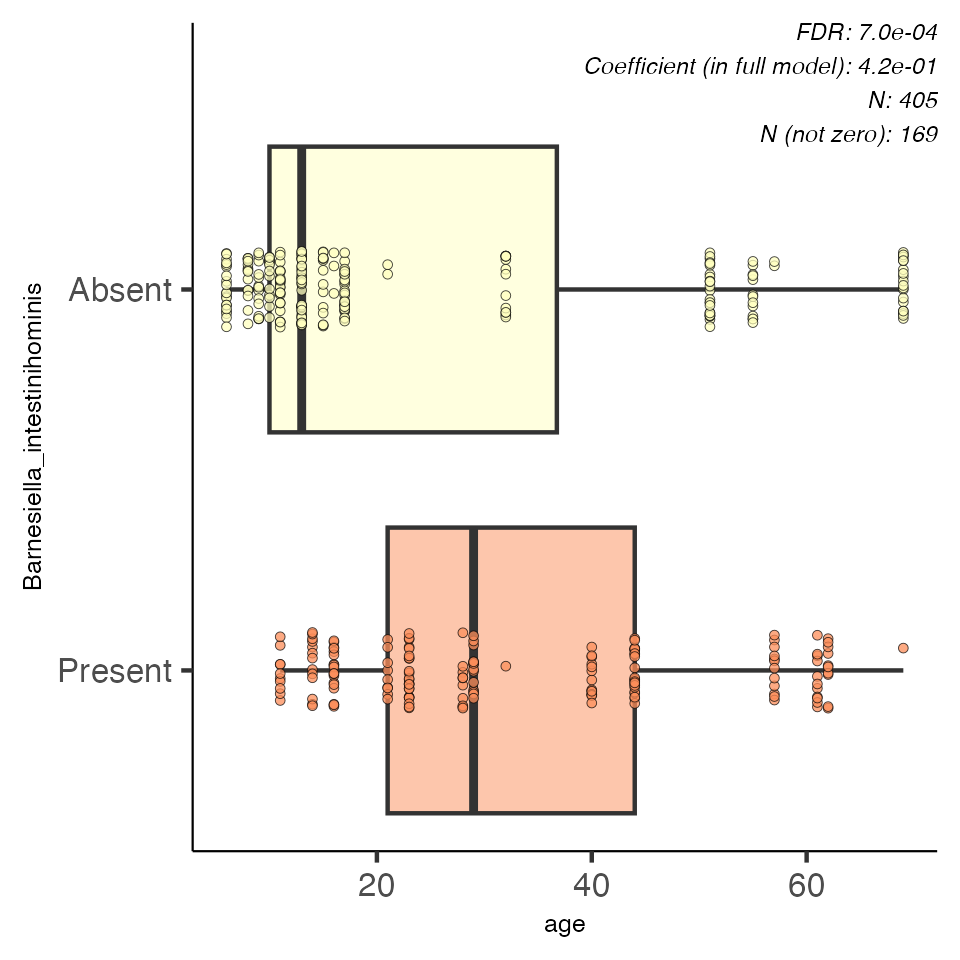 FDR: 7.0e-04
Coefficient (in full model): 4.2e-01
N: 405
N (not zero): 169
Barnesiella_intestinihominis
Absent
Present
20 40 60
age